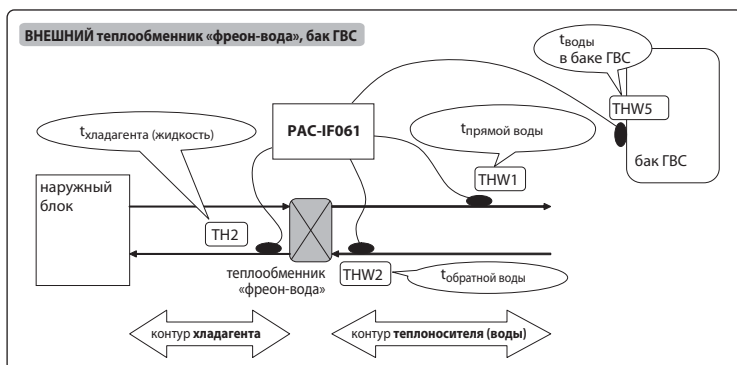 ВНЕШНИЙ теплообменник «фреон-вода», бак ГВС
tводы
в баке ГВС
THW5
бак ГВС
PAC-IF061
tхладагента (жидкость)
tпрямой воды
THW1
наружный
блок
TH2
теплообменник
«фреон-вода»
THW2
tобратной воды
контур хладагента
контур теплоносителя (воды)